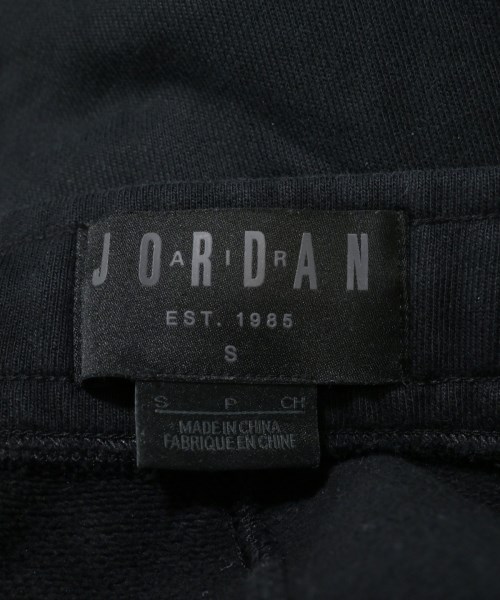 JORDAN
AIR
EST. 1985
S
S P CH
MADE IN CHINA
FABRIQUE EN CHINE